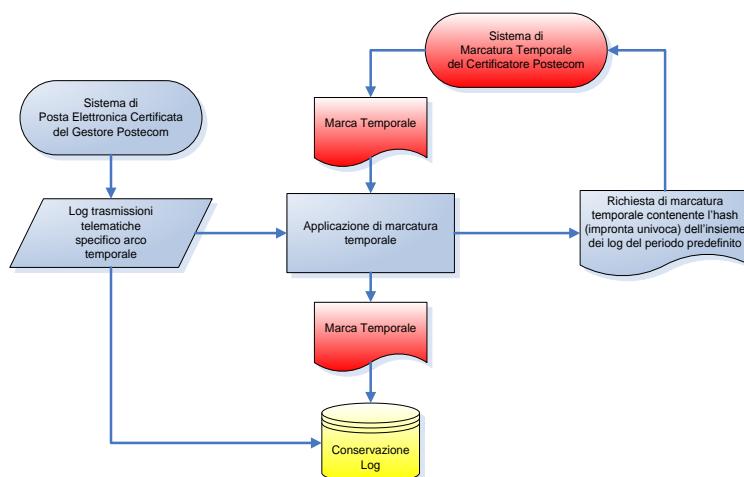 Sistema di
Marcatura Temporale
del Certificatore Postecom
Sistema di
Posta Elettronica Certificata
del Gestore Postecom
Marca Temporale
Log trasmissioni
telematiche
specifico arco
temporale
Applicazione di marcatura
temporale
Richiesta di marcatura
temporale contenente l'hash
(impronta univoca) dell'insieme
dei log del periodo predefinito
Marca Temporale
Conservazione
Log